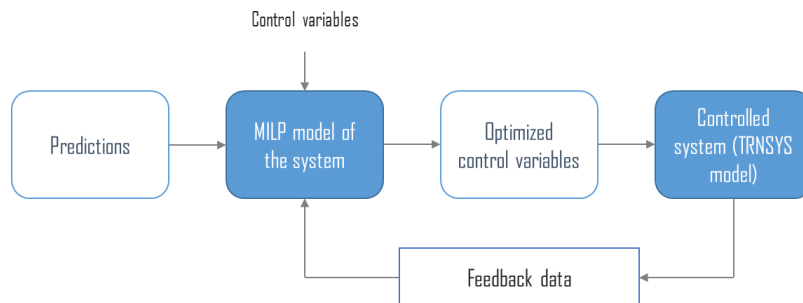 Control variables
Predictions
MILP model of
the system
Optimized
control variables
Controlled
system (TRNSYS
model)
Feedback data